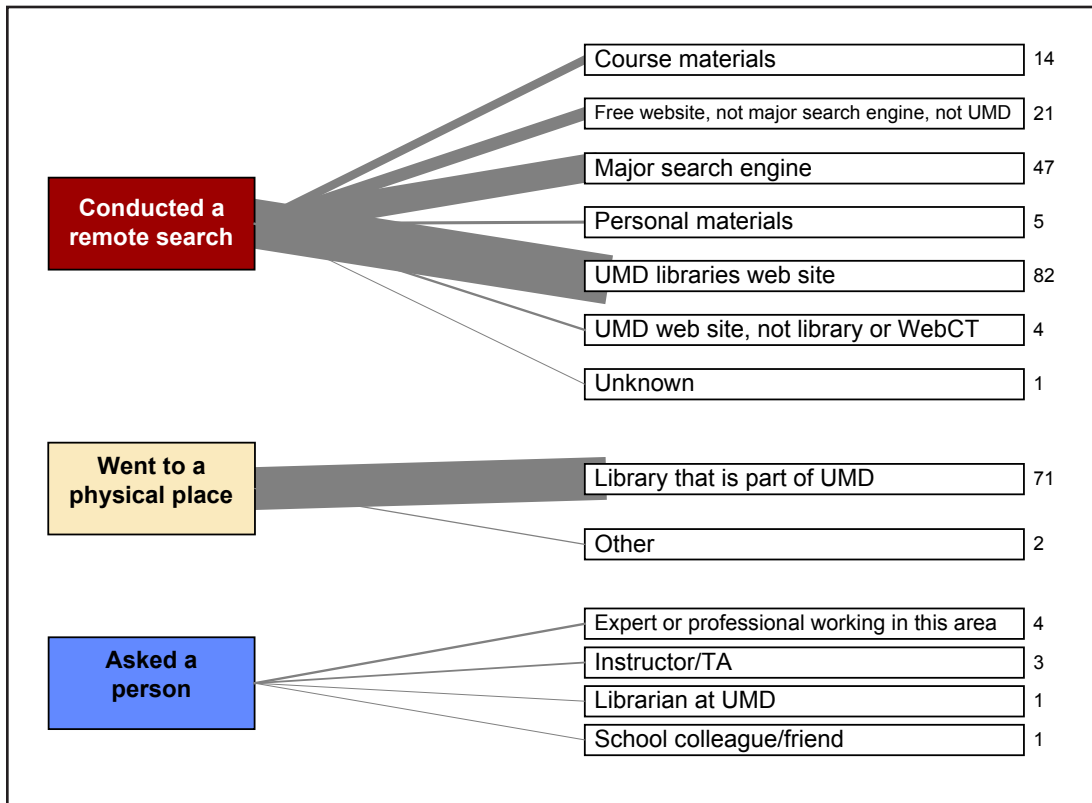 Course materials 14
Free website, not major search engine, not UMD 21
Major search engine 47
Conducted a
remote search
Personal materials 5
UMD libraries web site 82
UMD web site, not library or WebCT 4
Unknown 1
Went to a
physical place
Library that is part of UMD 71
Other 2
Expert or professional working in this area 4
Asked a
person
Instructor/TA 3
Librarian at UMD 1
School colleague/friend 1